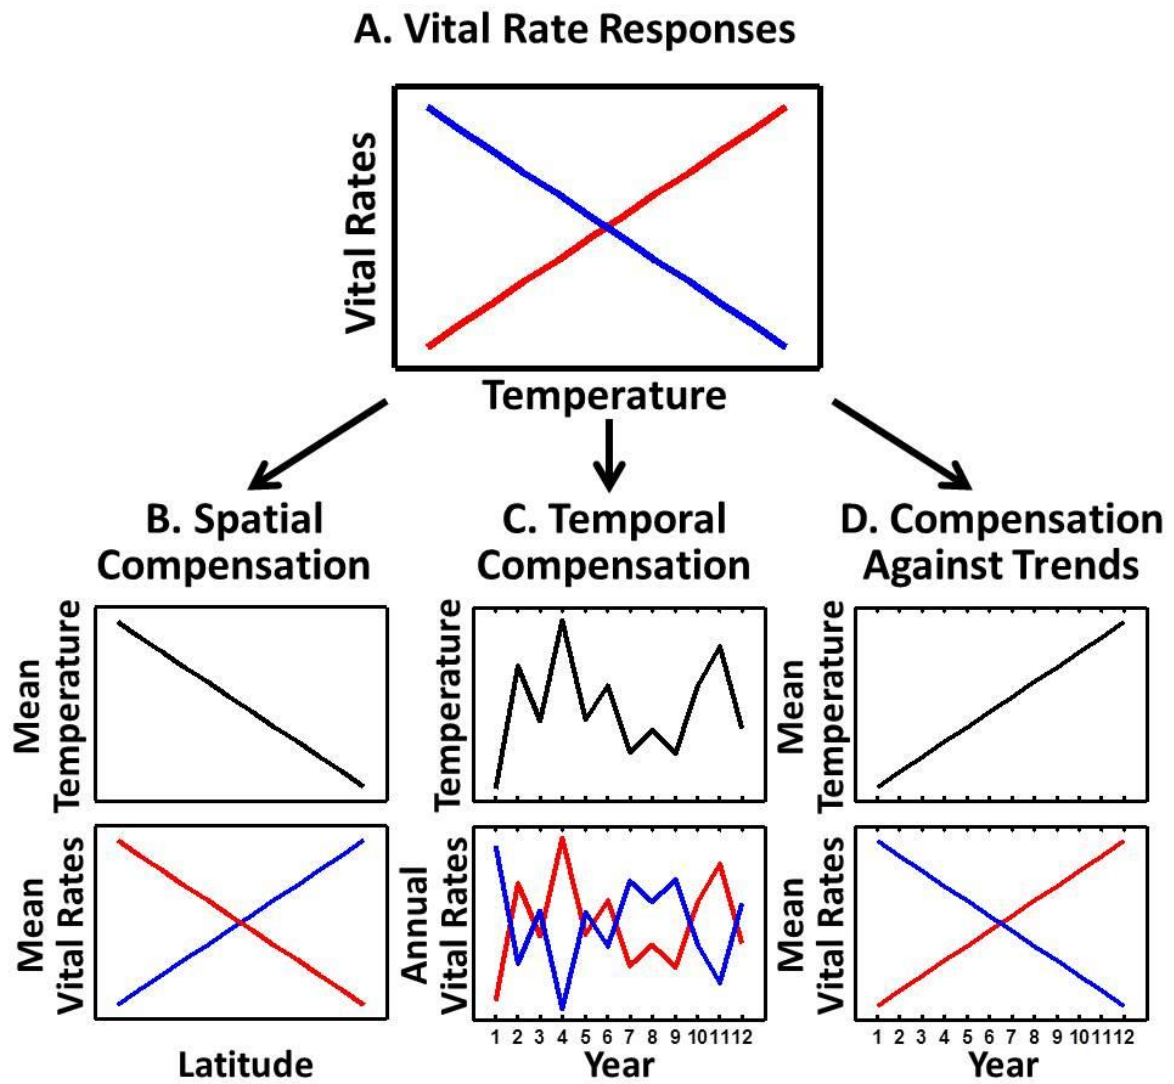 A. Vital Rate Responses
Vital Rates
Temperature
B. Spatial
Compensation
C. Temporal
Compensation
D. Compensation
Against Trends
Mean
Temperature
Temperature
Mean
Temperature
Mean
Vital Rates
Annual
Vital Rates
Mean
Vital Rates
1 2 3 4 5 6 7 8 9 10 11 12
1 2 3 4 5 6 7 8 9 10 11 12
Latitude
Year
Year